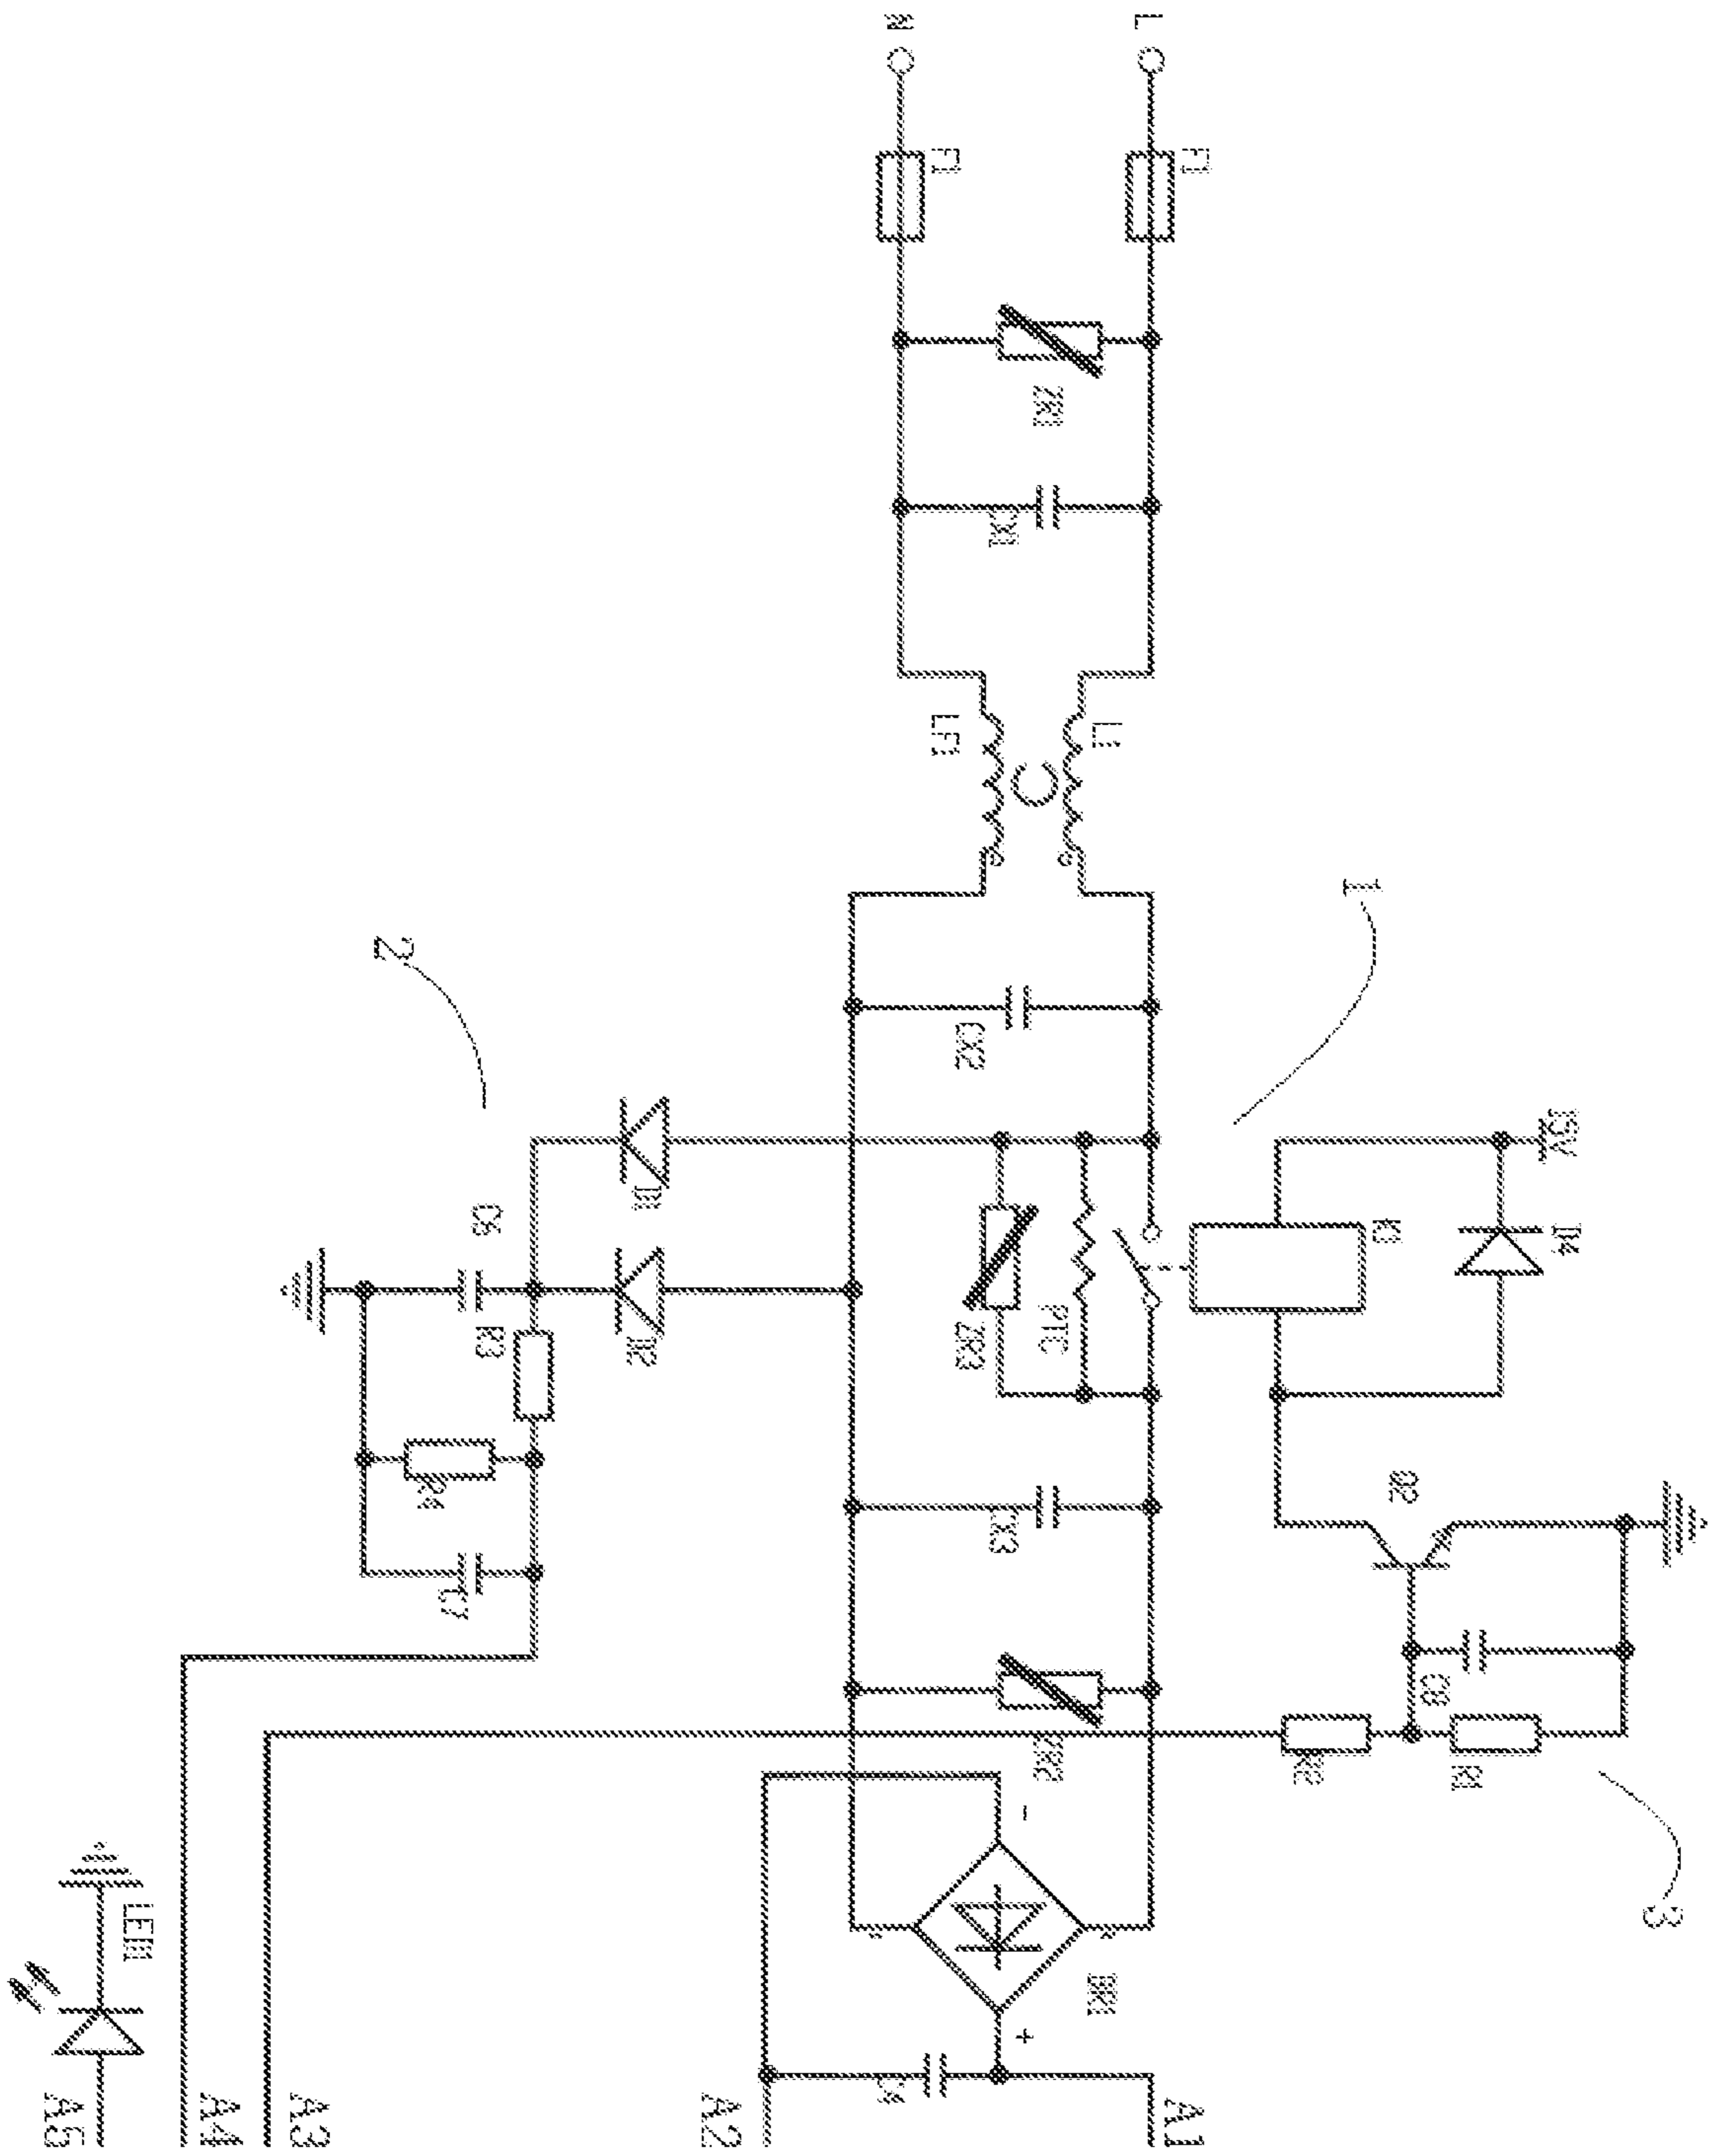 L
N
F1
F1
ZR1
CX1
L1
LF1
1
2
CX2
15V
D4
K1
PTC
ZR3
D1
D2
C6
R3
R4
C7
Q2
CX3
C8
R1
R2
3
ZR2
-
~
~
BR1
+
C4
LED1
A1
A2
A3
A4
A5